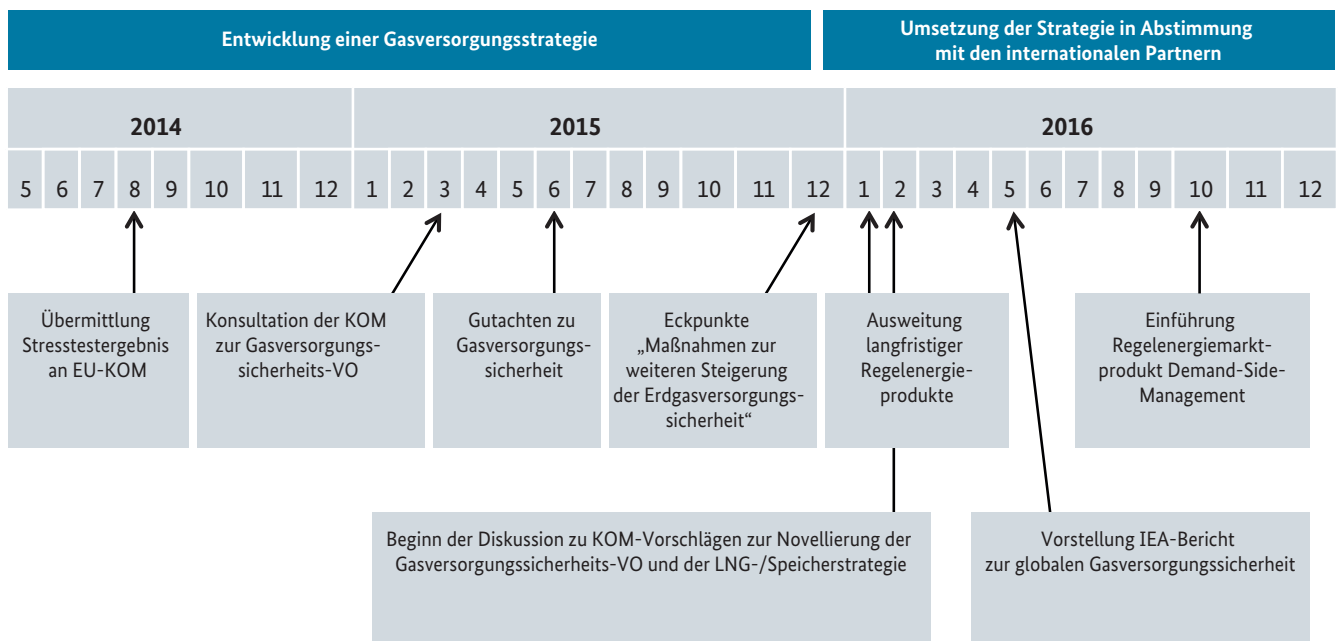 Entwicklung einer Gasversorgungsstrategie
Umsetzung der Strategie in Abstimmung
mit den internationalen Partnern
2014 2015 2016
5 6 7 8 9 10 11 12 1 2 3 4 5 6 7 8 9 10 11 12 1 2 3 4 5 6 7 8 9 10 11 12
Übermittlung
Stresstestergebnis
an EU-KOM
Konsultation der KOM
zur Gasversorgungs-
sicherheits-VO
Gutachten zu
Gasversorgungs-
sicherheit
Eckpunkte
„Maßnahmen zur
weiteren Steigerung
der Erdgasversorgungs-
sicherheit“
Ausweitung
langfristiger
Regelenergie-
produkte
Einführung
Regelenergiemarkt-
produkt Demand-Side-
Management
Beginn der Diskussion zu KOM-Vorschlägen zur Novellierung der
Gasversorgungssicherheits-VO und der LNG-/Speicherstrategie
Vorstellung IEA-Bericht
zur globalen Gasversorgungssicherheit